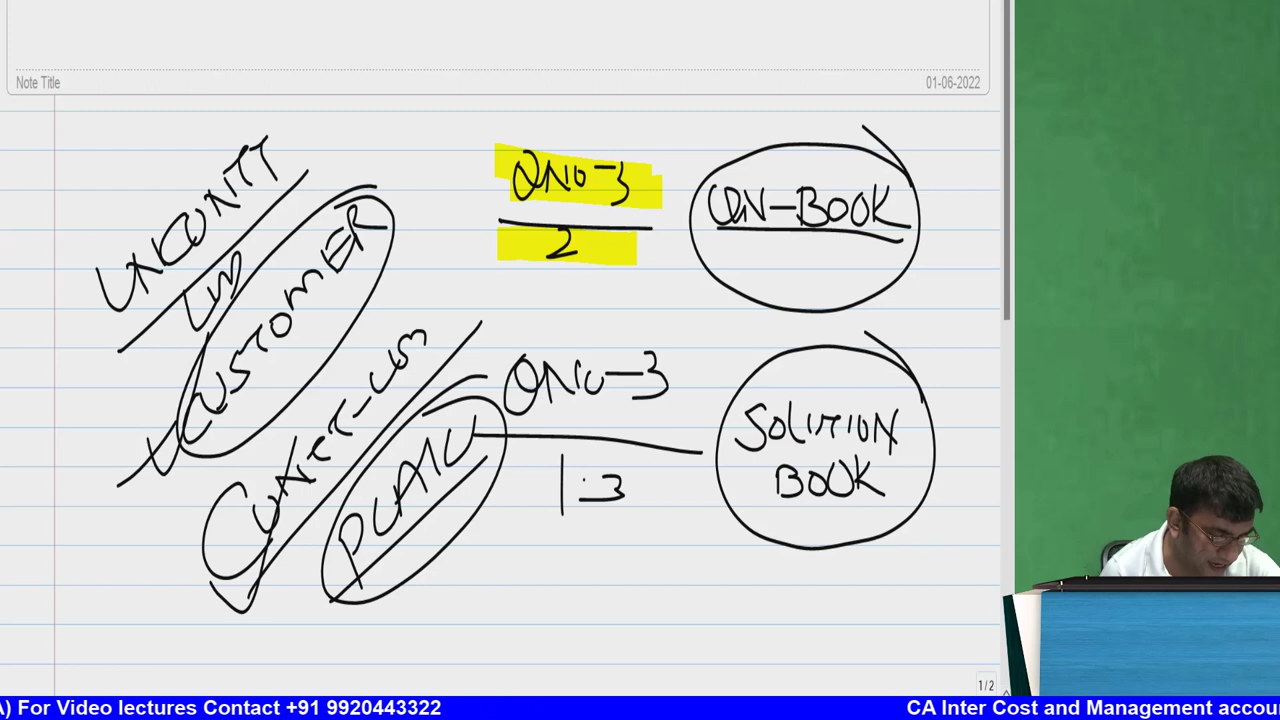 Note Title
01-06-2022
QNO-3
2
QN-BOOK
CUSTOMER
QNO-3
1.3
SOLUTION
BOOK
PLAN
1/2
A) For Video lectures Contact +91 9920443322
CA Inter Cost and Management accou